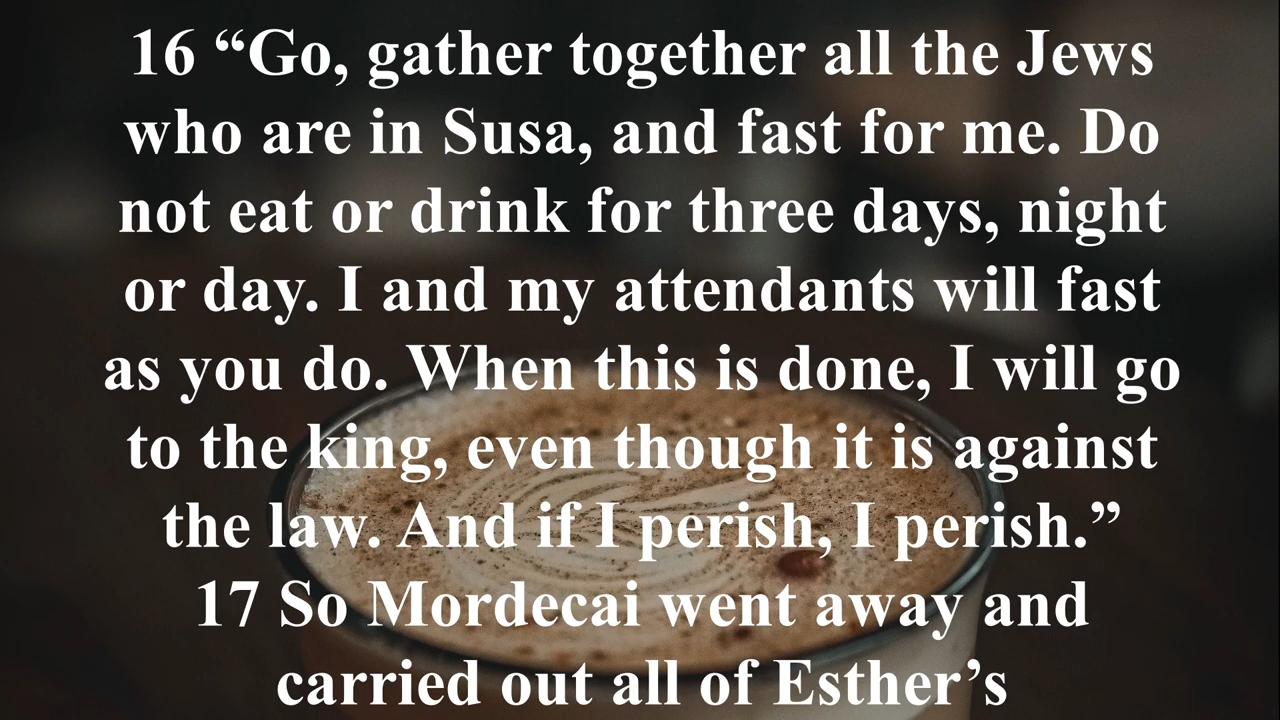 16 “Go, gather together all the Jews
who are in Susa, and fast for me. Do
not eat or drink for three days, night
or day. I and my attendants will fast
as you do. When this is done, I will go
to the king, even though it is against
the law. And if I perish, I perish.”
17 So Mordecai went away and
carried out all of Esther’s